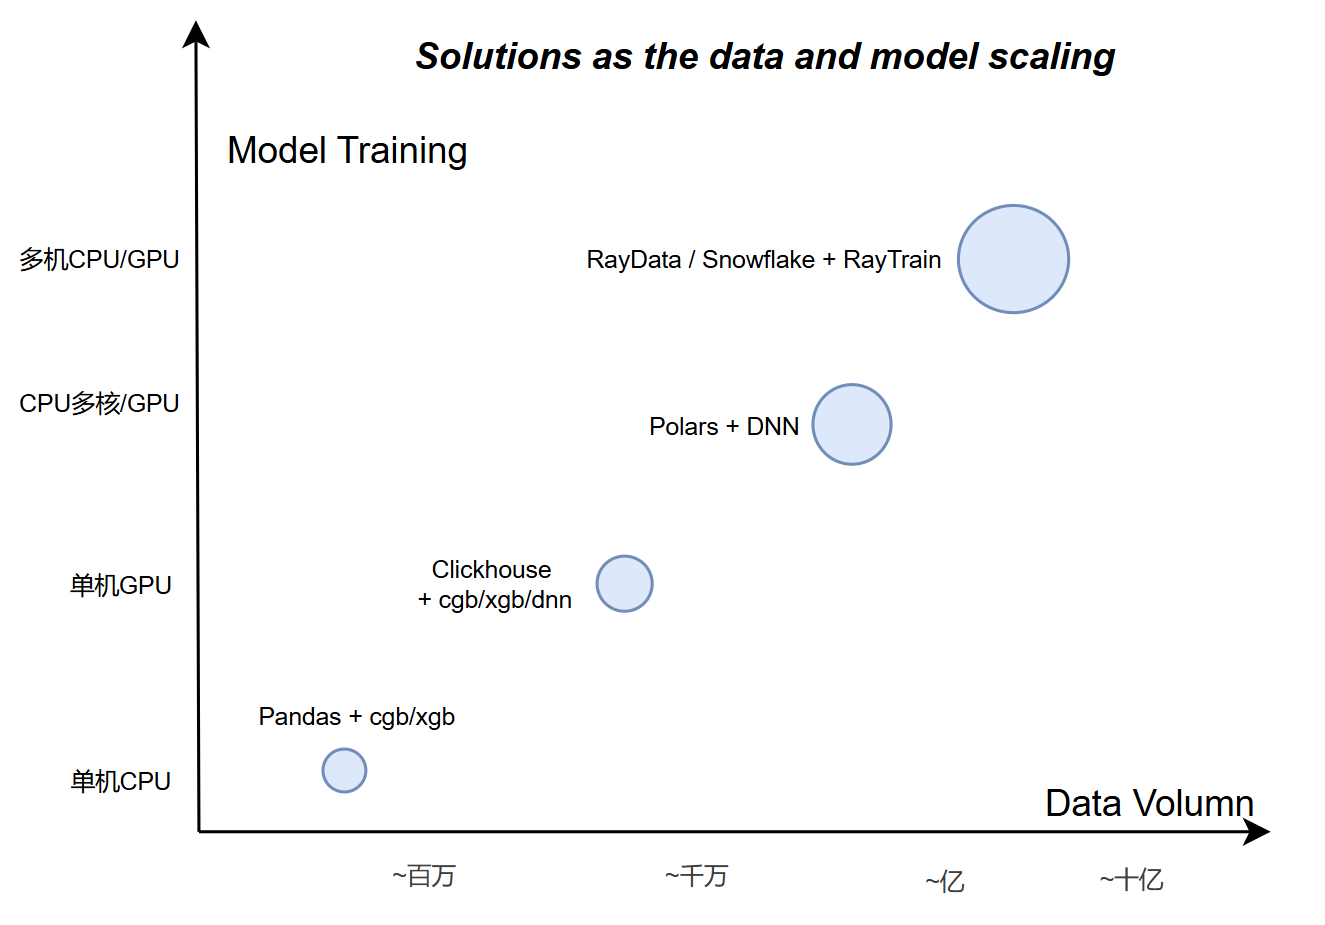 Solutions as the data and model scaling
Model Training
多机CPU/GPU
RayData / Snowflake + RayTrain
CPU多核/GPU
Polars + DNN
单机GPU
Clickhouse
+ cgb/xgb/dnn
Pandas + cgb/xgb
单机CPU
Data Volumn
~百万
~千万
~亿
~十亿